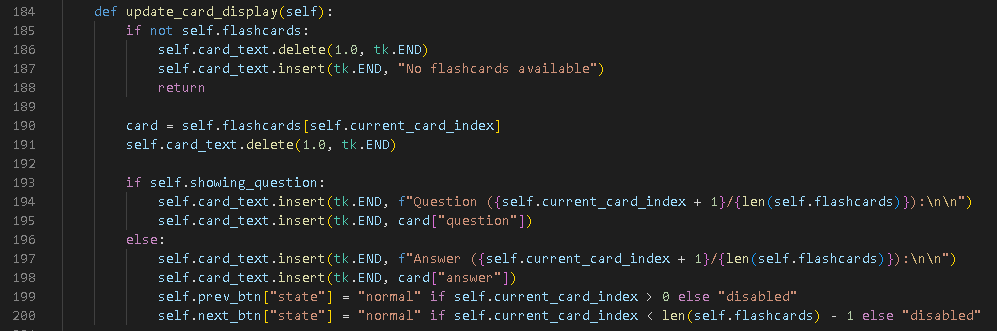 184 def update_card_display(self):
185 if not self.flashcards:
186 self.card_text.delete(1.0, tk.END)
187 self.card_text.insert(tk.END, "No flashcards available")
188 return
189
190 card = self.flashcards[self.current_card_index]
191 self.card_text.delete(1.0, tk.END)
192
193 if self.showing_question:
194 self.card_text.insert(tk.END, f"Question ({self.current_card_index + 1}/{len(self.flashcards)}):\n\n")
195 self.card_text.insert(tk.END, card["question"])
196 else:
197 self.card_text.insert(tk.END, f"Answer ({self.current_card_index + 1}/{len(self.flashcards)}):\n\n")
198 self.card_text.insert(tk.END, card["answer"])
199 self.prev_btn["state"] = "normal" if self.current_card_index > 0 else "disabled"
200 self.next_btn["state"] = "normal" if self.current_card_index < len(self.flashcards) - 1 else "disabled"